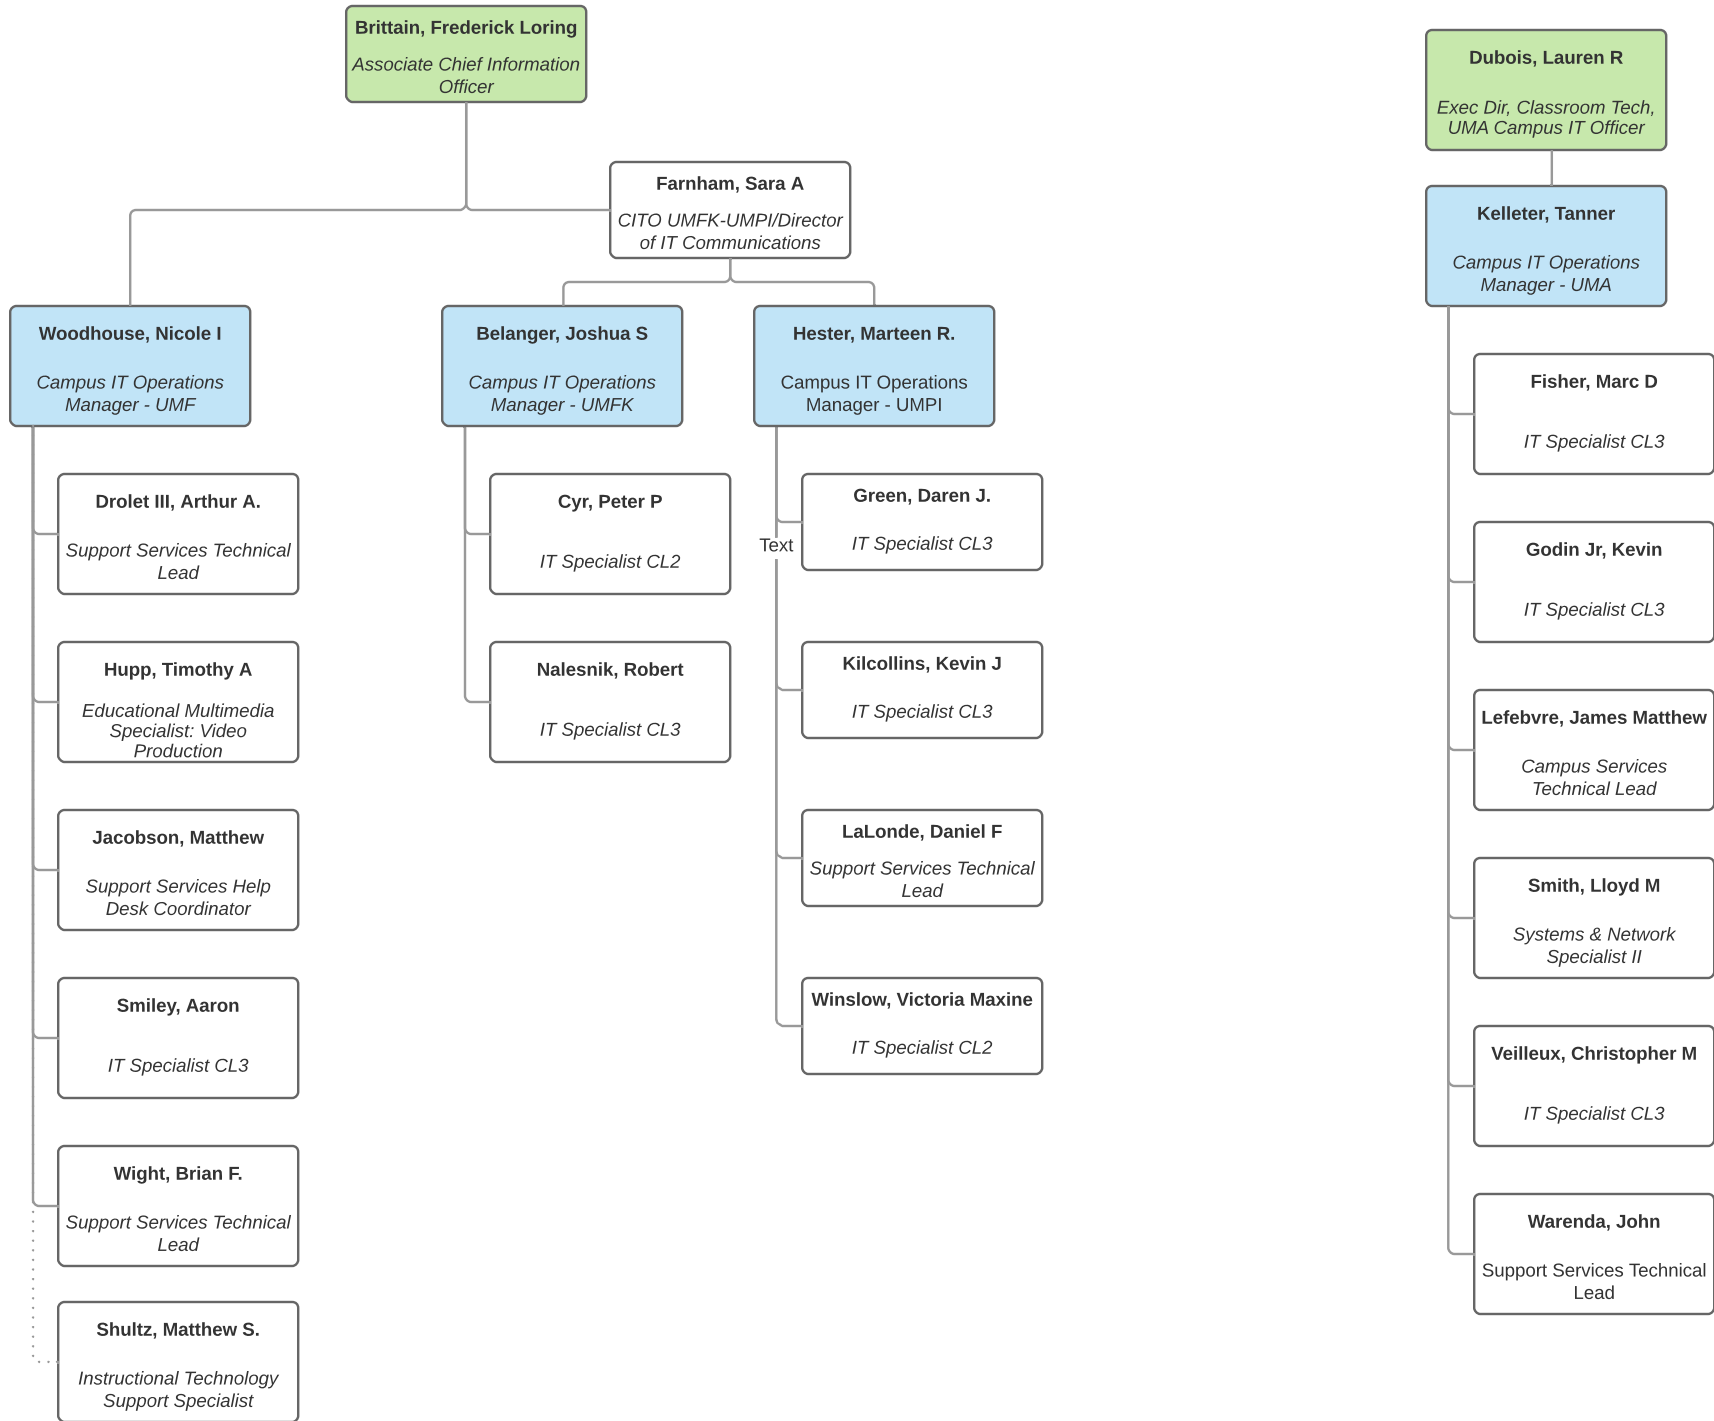 Brittain, Frederick Loring
Associate Chief Information
Officer
Farnham, Sara A
CITO UMFK-UMPI/Director
of IT Communications
Woodhouse, Nicole I
Campus IT Operations
Manager - UMF
Drolet III, Arthur A.
Support Services Technical
Lead
Hupp, Timothy A
Educational Multimedia
Specialist: Video
Production
Jacobson, Matthew
Support Services Help
Desk Coordinator
Smiley, Aaron
IT Specialist CL3
Wight, Brian F.
Support Services Technical
Lead
Shultz, Matthew S.
Instructional Technology
Support Specialist
Belanger, Joshua S
Campus IT Operations
Manager - UMFK
Cyr, Peter P
IT Specialist CL2
Nalesnik, Robert
IT Specialist CL3
Hester, Marteen R.
Campus IT Operations
Manager - UMPI
Text
Green, Daren J.
IT Specialist CL3
Kilcollins, Kevin J
IT Specialist CL3
LaLonde, Daniel F
Support Services Technical
Lead
Winslow, Victoria Maxine
IT Specialist CL2
Dubois, Lauren R
Exec Dir, Classroom Tech,
UMA Campus IT Officer
Kelleter, Tanner
Campus IT Operations
Manager - UMA
Fisher, Marc D
IT Specialist CL3
Godin Jr, Kevin
IT Specialist CL3
Lefebvre, James Matthew
Campus Services
Technical Lead
Smith, Lloyd M
Systems & Network
Specialist II
Veilleux, Christopher M
IT Specialist CL3
Warenda, John
Support Services Technical
Lead